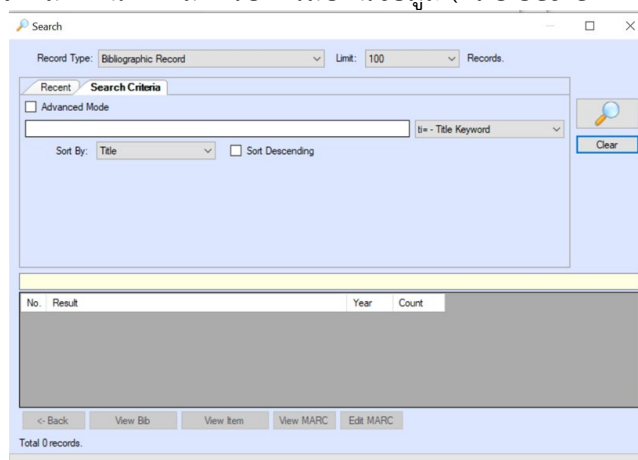 Search
Record Type: Bibliographic Record Limit: 100 Records.
Recent Search Criteria
Advanced Mode
ti= - Title Keyword
Clear
Sort By: Title Sort Descending
No. Result Year Count
<- Back View Bib View Item View MARC Edit MARC
Total 0 records.